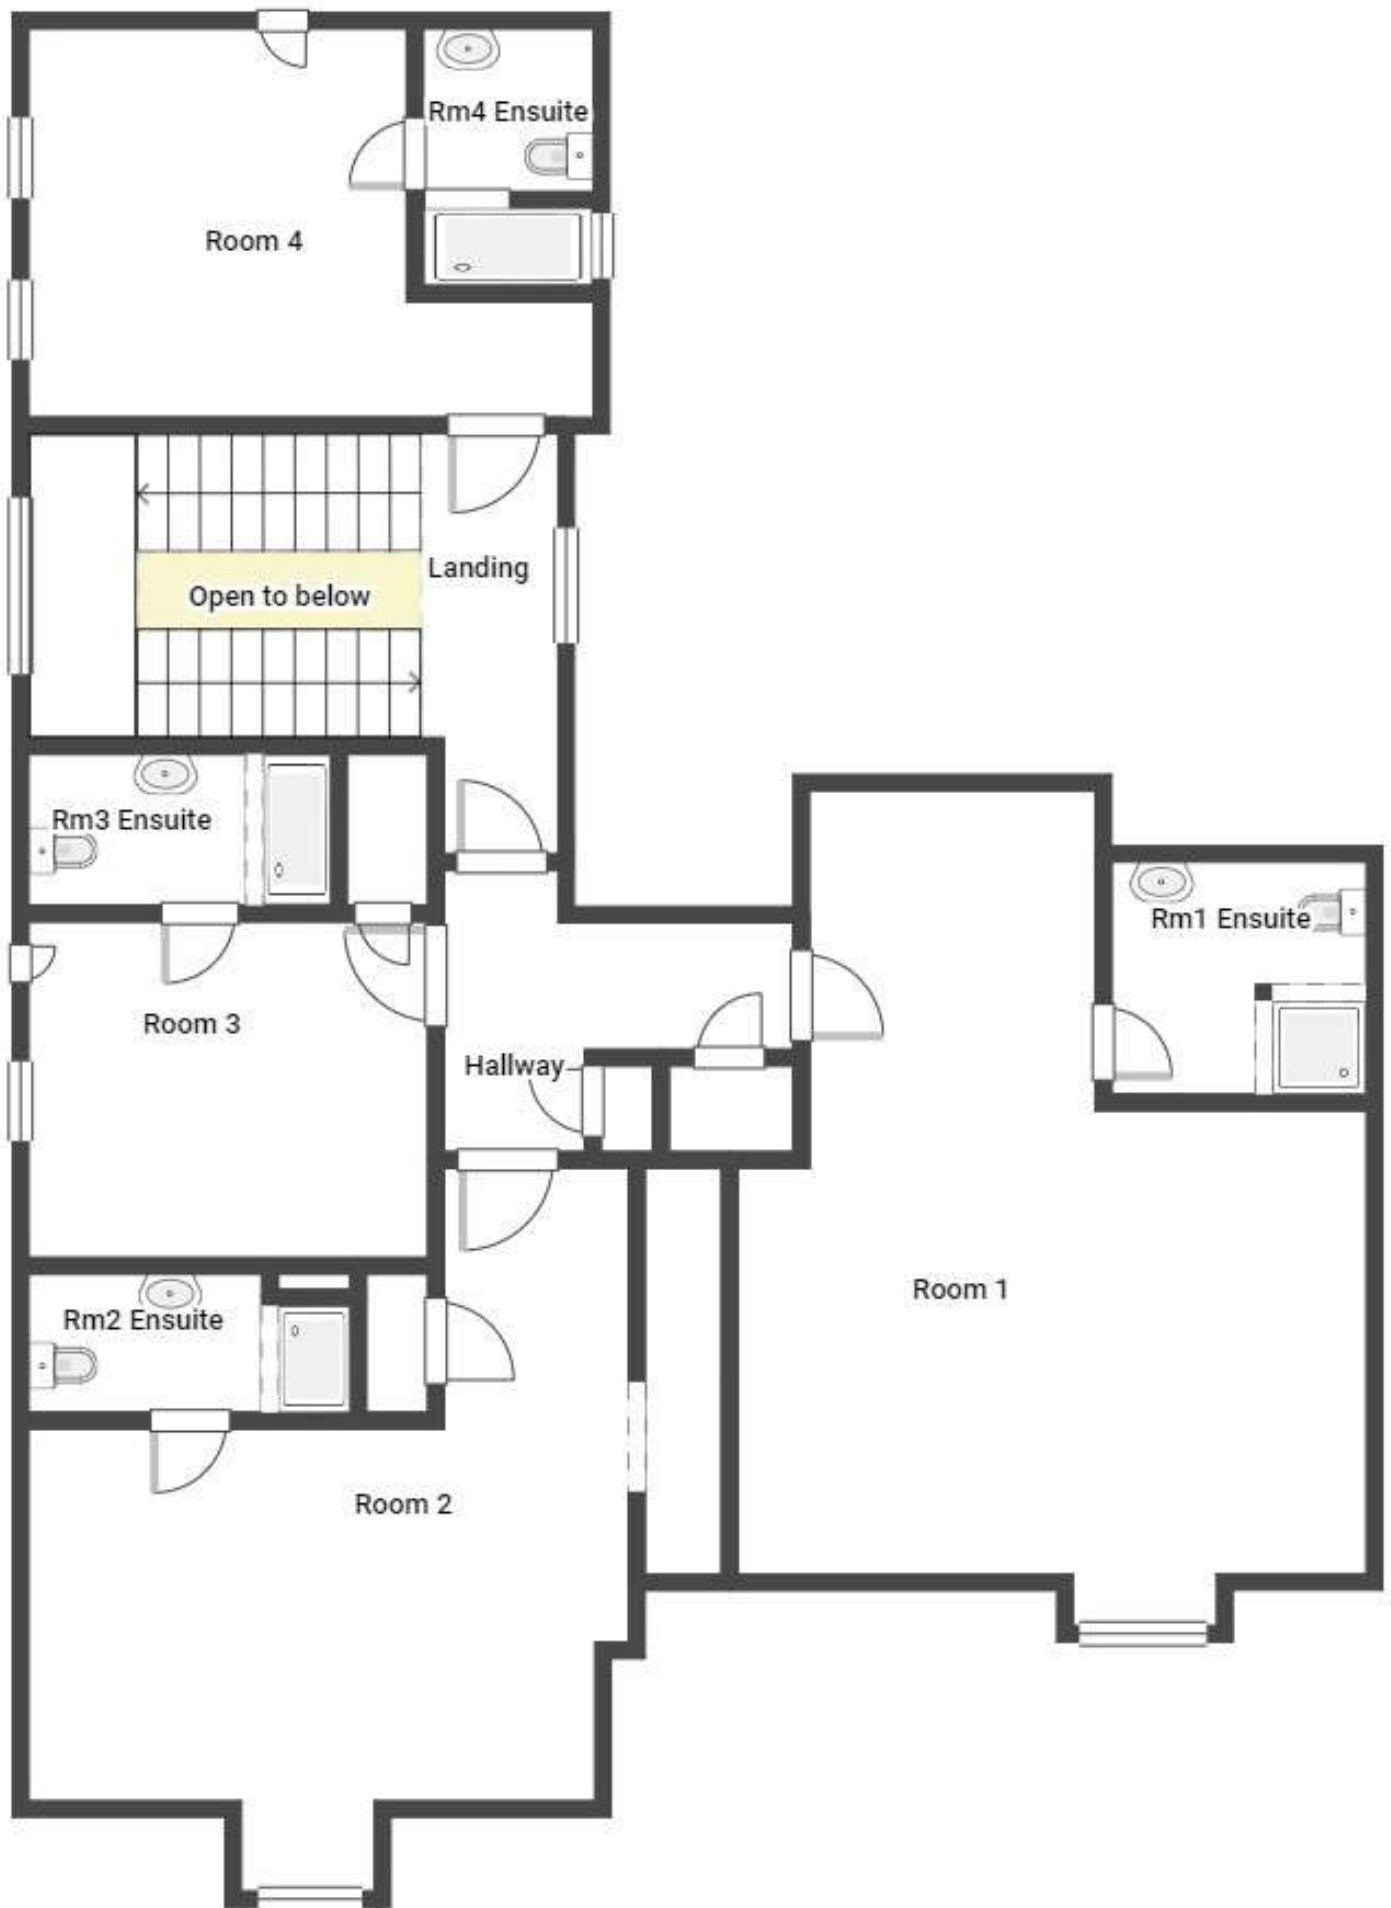 Rm4 Ensuite
Room 4
Landing
Open to below
Rm3 Ensuite
Rm1 Ensuite
Room 3
Hallway
Room 1
Rm2 Ensuite
Room 2